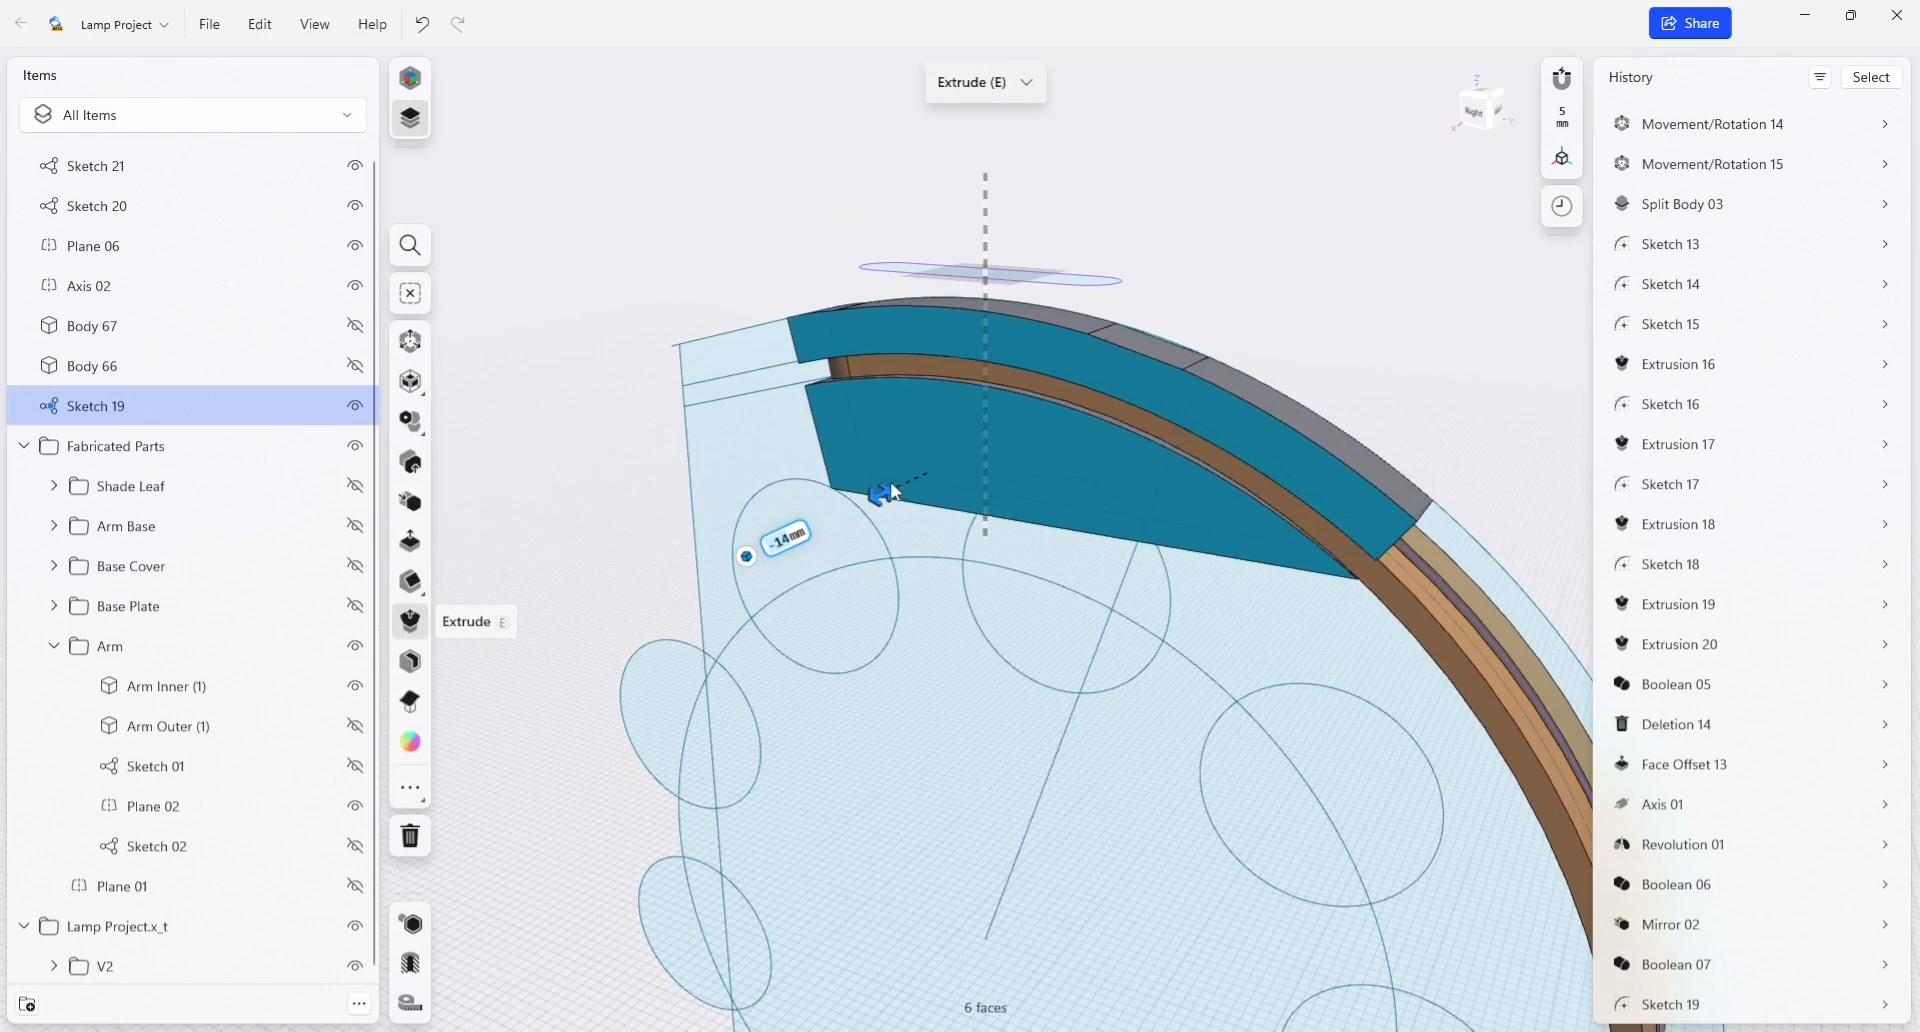 Lamp Project
File
Edit
View
Help
Share
Items
All Items
Sketch 21
Sketch 20
Plane 06
Axis 02
Body 67
Body 66
Sketch 19
Fabricated Parts
Shade Leaf
Arm Base
Base Cover
Base Plate
Arm
Arm Inner (1)
Arm Outer (1)
Sketch 01
Plane 02
Sketch 02
Plane 01
Lamp Project.x_t
V2
Extrude (E)
Extrude E
-14mm
6 faces
Z
Right
X
Y
5
mm
History
Select
Movement/Rotation 14
Movement/Rotation 15
Split Body 03
Sketch 13
Sketch 14
Sketch 15
Extrusion 16
Sketch 16
Extrusion 17
Sketch 17
Extrusion 18
Sketch 18
Extrusion 19
Extrusion 20
Boolean 05
Deletion 14
Face Offset 13
Axis 01
Revolution 01
Boolean 06
Mirror 02
Boolean 07
Sketch 19